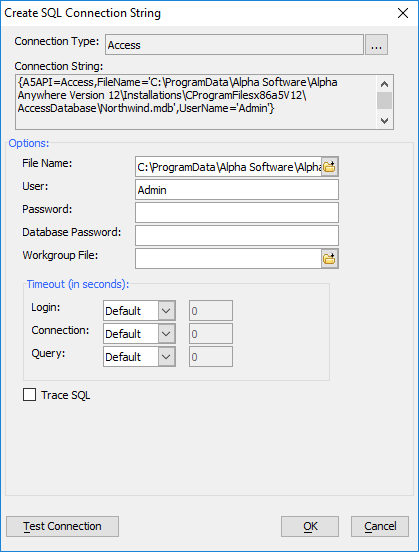 Create SQL Connection String
Connection Type: Access ...
Connection String:
{A5API=Access,FileName='C:\ProgramData\Alpha Software\Alpha
Anywhere Version 12\Installations\CProgramFilesx86a5V12\
AccessDatabase\Northwind.mdb',UserName='Admin'}
Options:
File Name: C:\ProgramData\Alpha Software\Alpha
User: Admin
Password:
Database Password:
Workgroup File:
Timeout (in seconds):
Login: Default 0
Connection: Default 0
Query: Default 0
Trace SQL
Test Connection OK Cancel